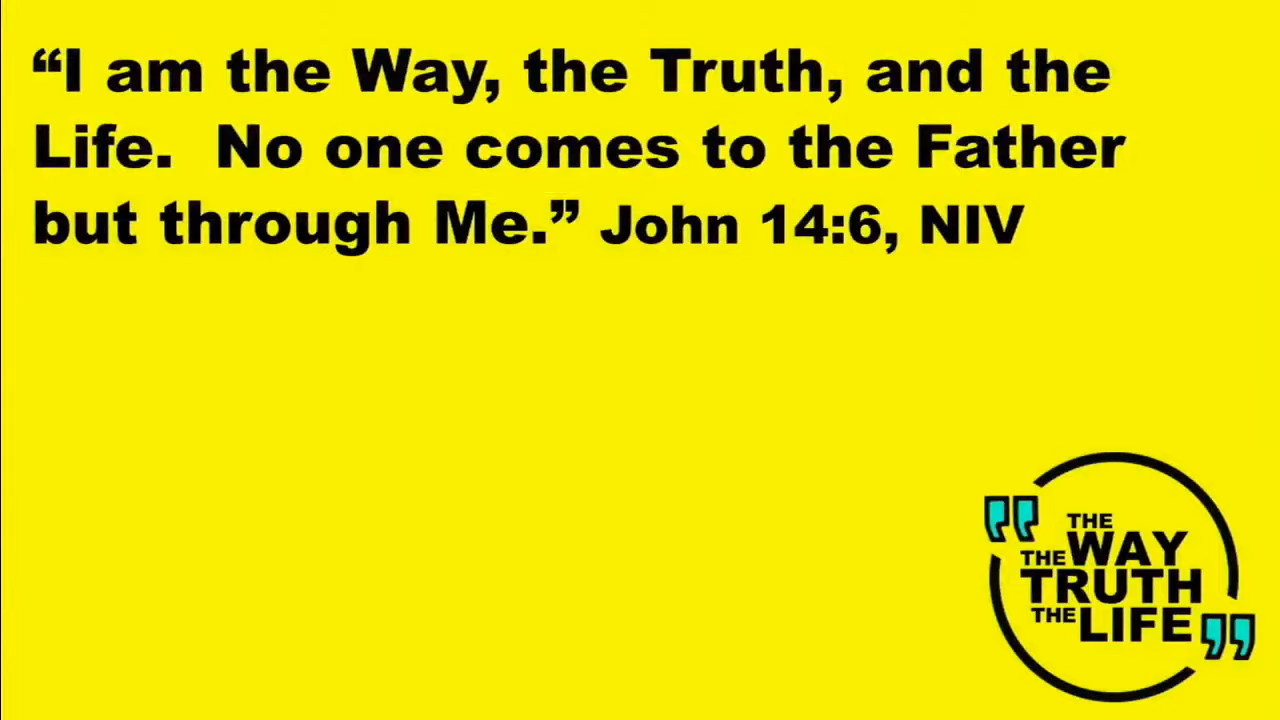 “I am the Way, the Truth, and the
Life.  No one comes to the Father
but through Me.” John 14:6, NIV
THE
THE WAY
TRUTH
THE LIFE